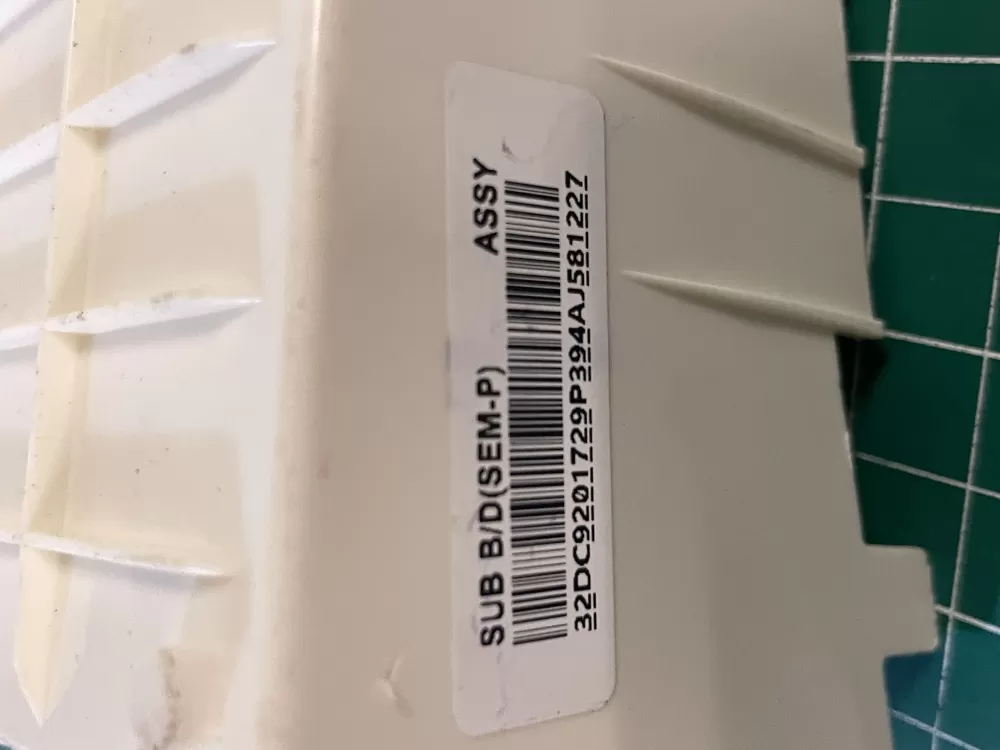 SUB B/D(SEM-P) ASSY
32DC9201729P394AJ581227